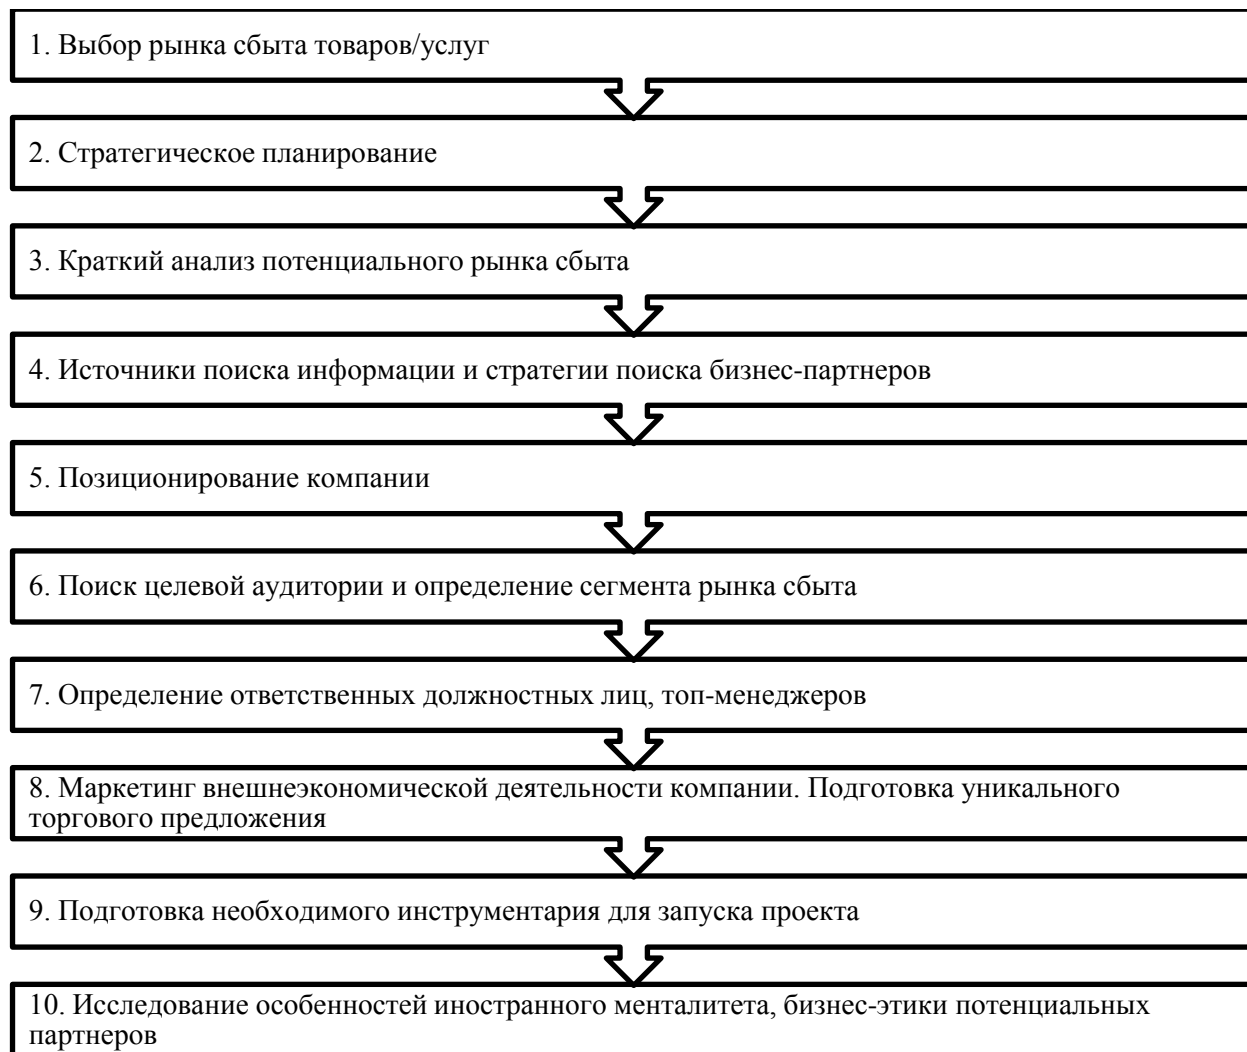 1. Выбор рынка сбыта товаров/услуг
2. Стратегическое планирование
3. Краткий анализ потенциального рынка сбыта
4. Источники поиска информации и стратегии поиска бизнес-партнеров
5. Позиционирование компании
6. Поиск целевой аудитории и определение сегмента рынка сбыта
7. Определение ответственных должностных лиц, топ-менеджеров
8. Маркетинг внешнеэкономической деятельности компании. Подготовка уникального
торгового предложения
9. Подготовка необходимого инструментария для запуска проекта
10. Исследование особенностей иностранного менталитета, бизнес-этики потенциальных
партнеров